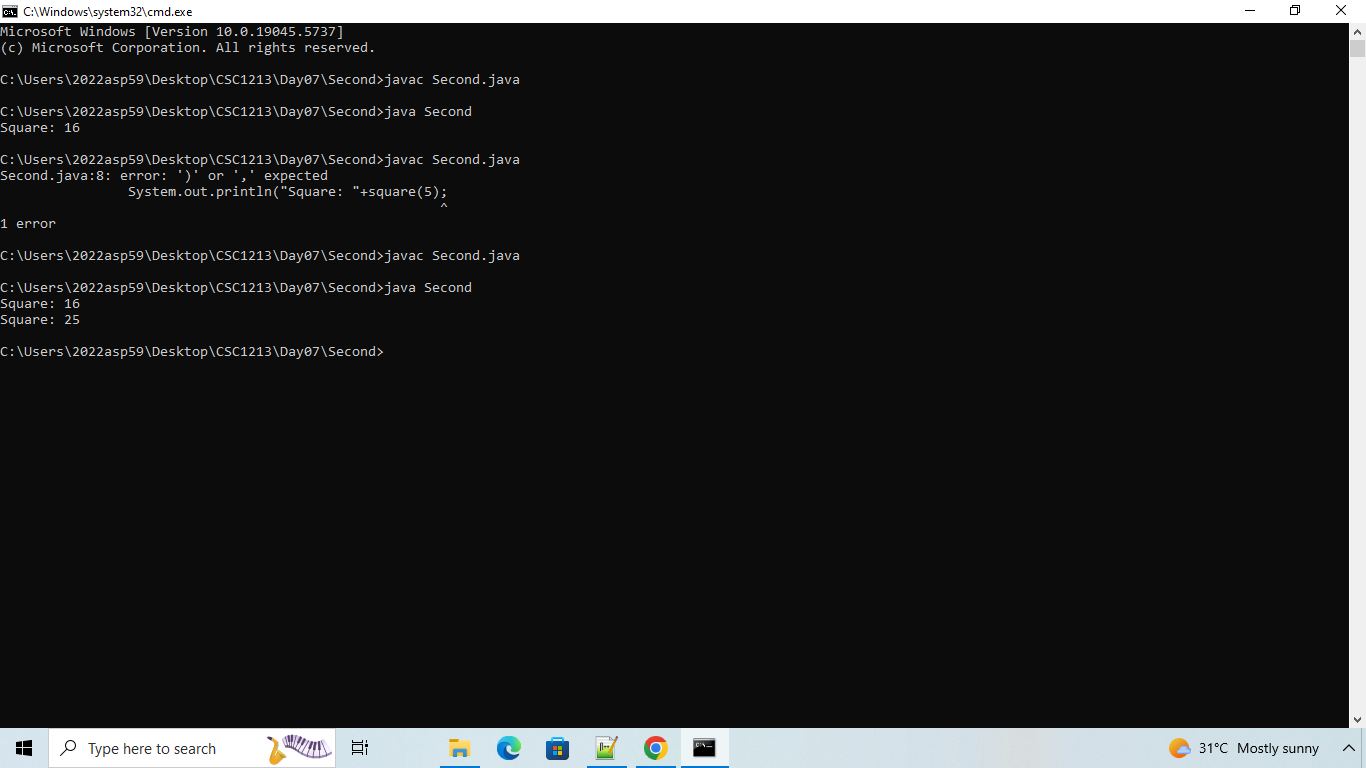 C:\Windows\system32\cmd.exe
Microsoft Windows [Version 10.0.19045.5737]
(c) Microsoft Corporation. All rights reserved.
C:\Users\2022asp59\Desktop\CSC1213\Day07\Second>javac Second.java
C:\Users\2022asp59\Desktop\CSC1213\Day07\Second>java Second
Square: 16
C:\Users\2022asp59\Desktop\CSC1213\Day07\Second>javac Second.java
Second.java:8: error: ')' or ',' expected
                System.out.println("Square: "+square(5);
                                                       ^
1 error
C:\Users\2022asp59\Desktop\CSC1213\Day07\Second>javac Second.java
C:\Users\2022asp59\Desktop\CSC1213\Day07\Second>java Second
Square: 16
Square: 25
C:\Users\2022asp59\Desktop\CSC1213\Day07\Second>
Type here to search
31°C Mostly sunny